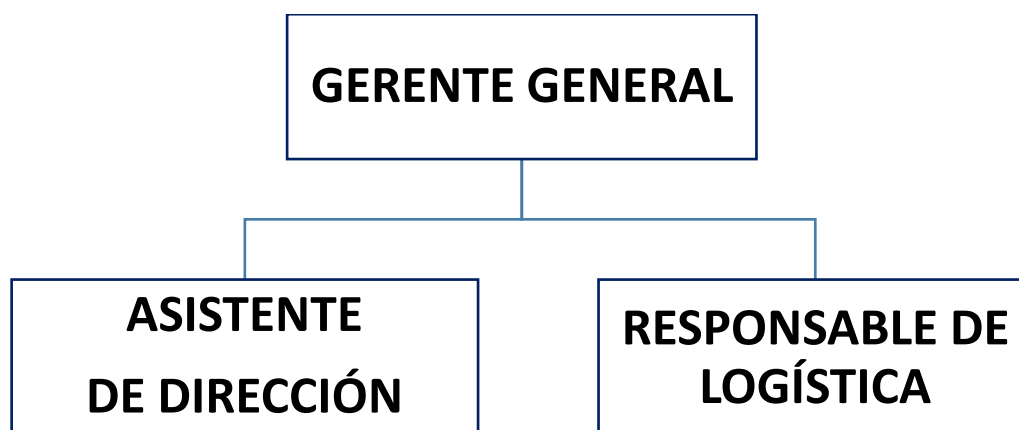 GERENTE GENERAL
ASISTENTE
DE DIRECCIÓN
RESPONSABLE DE
LOGÍSTICA